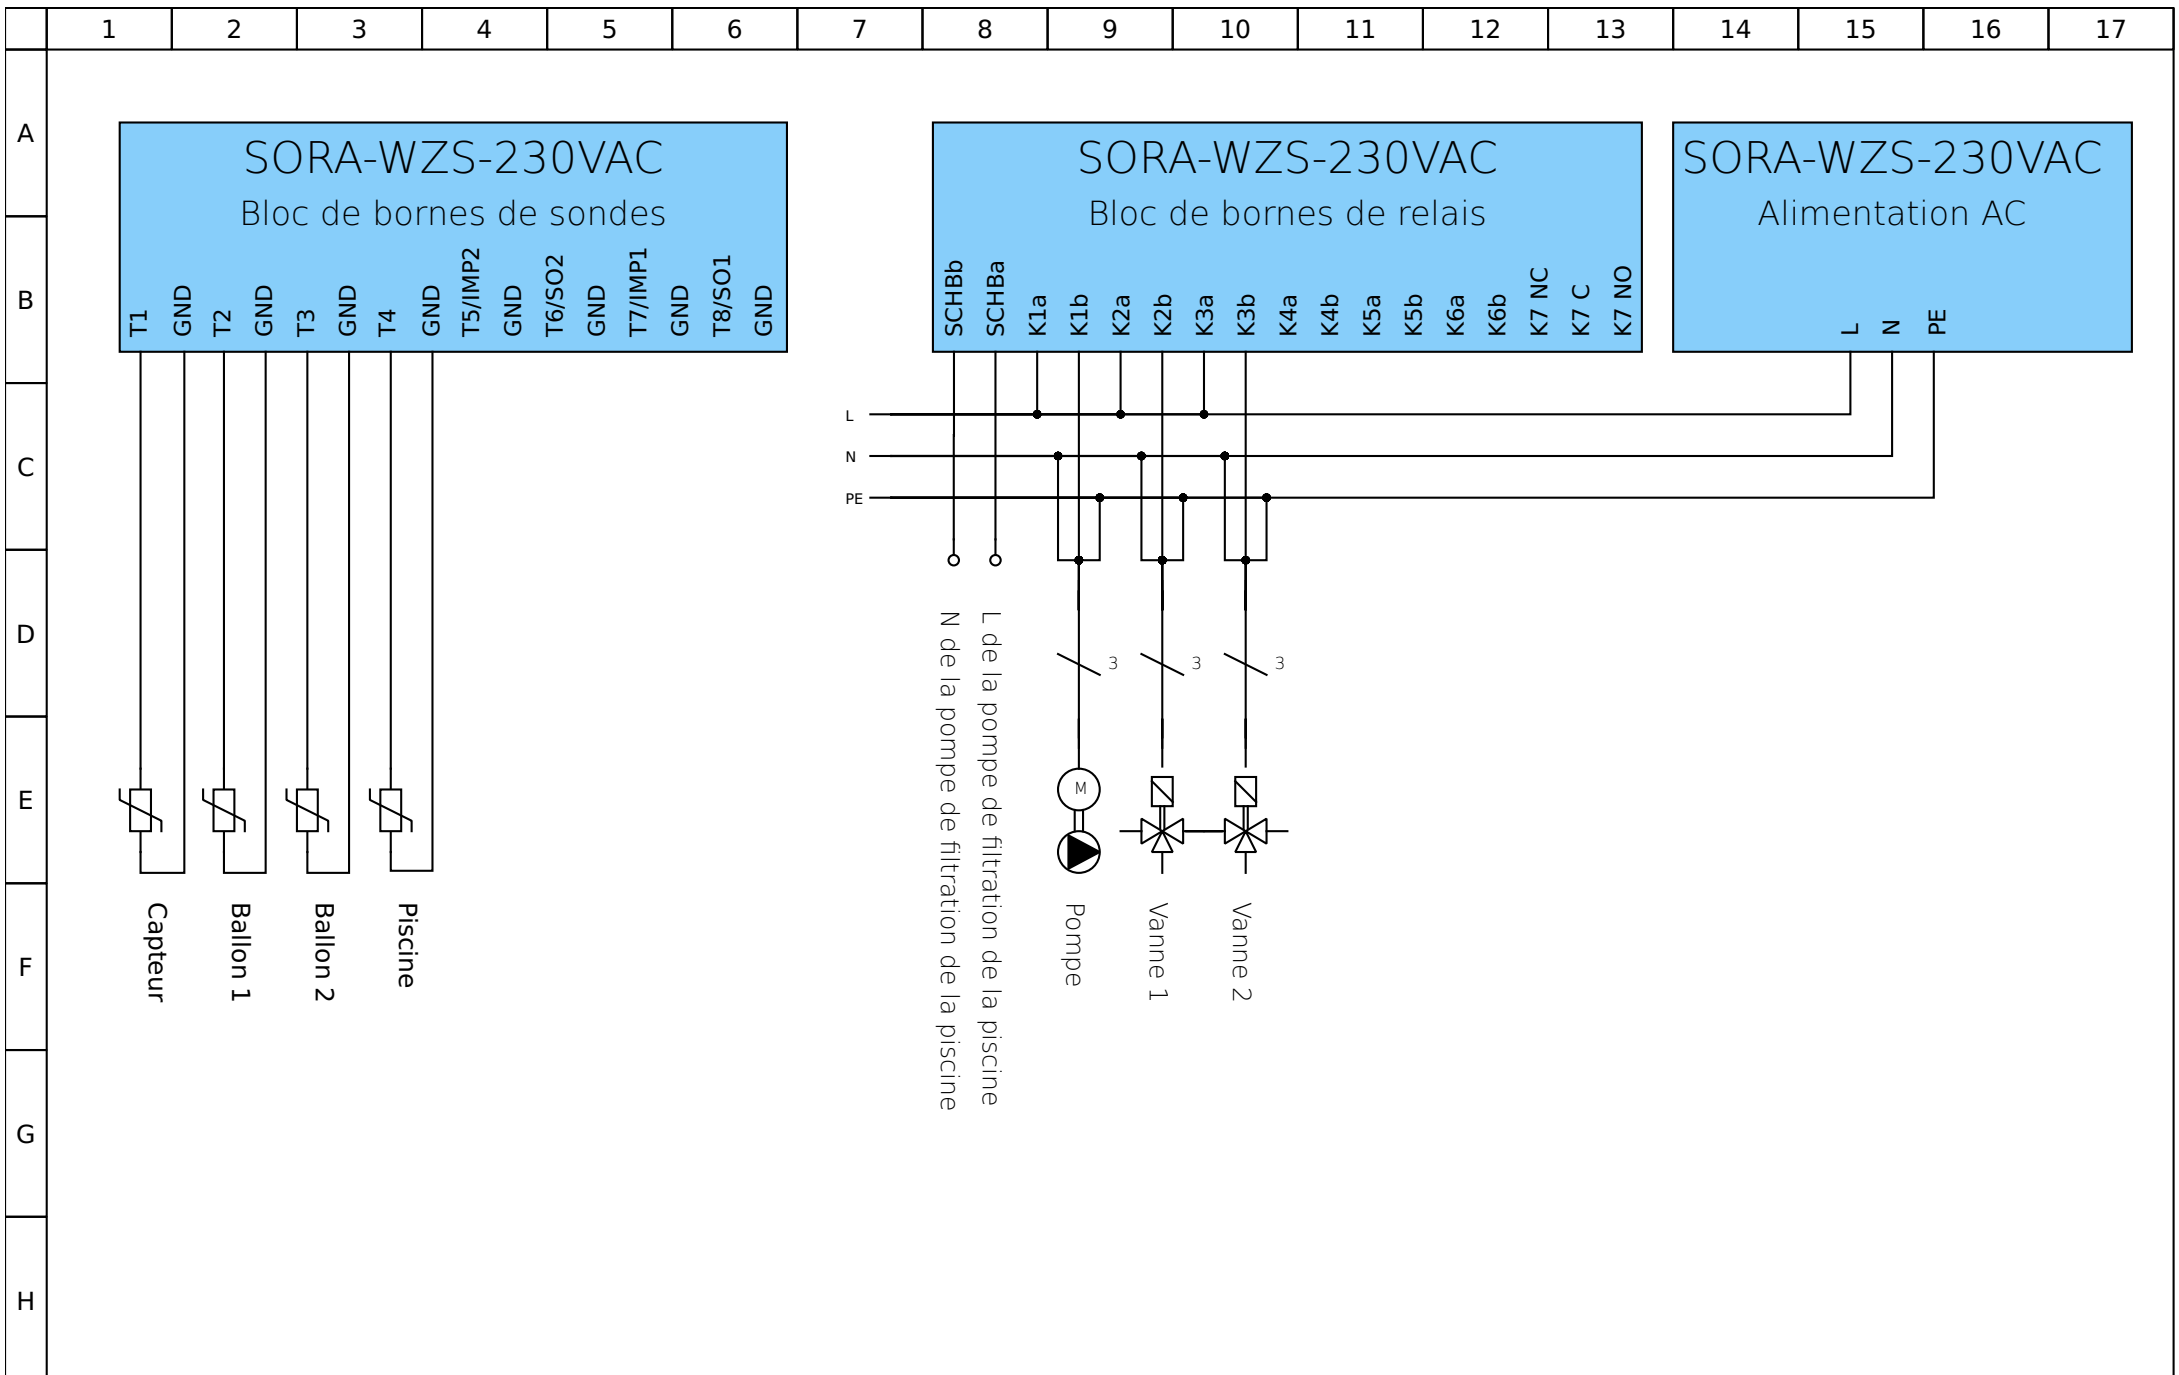 1 2 3 4 5 6 7 8 9 10 11 12 13 14 15 16 17
A
SORA-WZS-230VAC
Bloc de bornes de sondes
T1 GND T2 GND T3 GND T4 GND T5/IMP2 GND T6/SO2 GND T7/IMP1 GND T8/SO1 GND
SORA-WZS-230VAC
Bloc de bornes de relais
SCHBb SCHBa K1a K1b K2a K2b K3a K3b K4a K4b K5a K5b K6a K6b K7 NC K7 C K7 NO
SORA-WZS-230VAC
Alimentation AC
L N PE
B
L
C
N
PE
D
3 3 3
N de la pompe de filtration de la piscine
L de la pompe de filtration de la piscine
E
M
F
Capteur
Ballon 1
Ballon 2
Piscine
Pompe
Vanne 1
Vanne 2
G
H